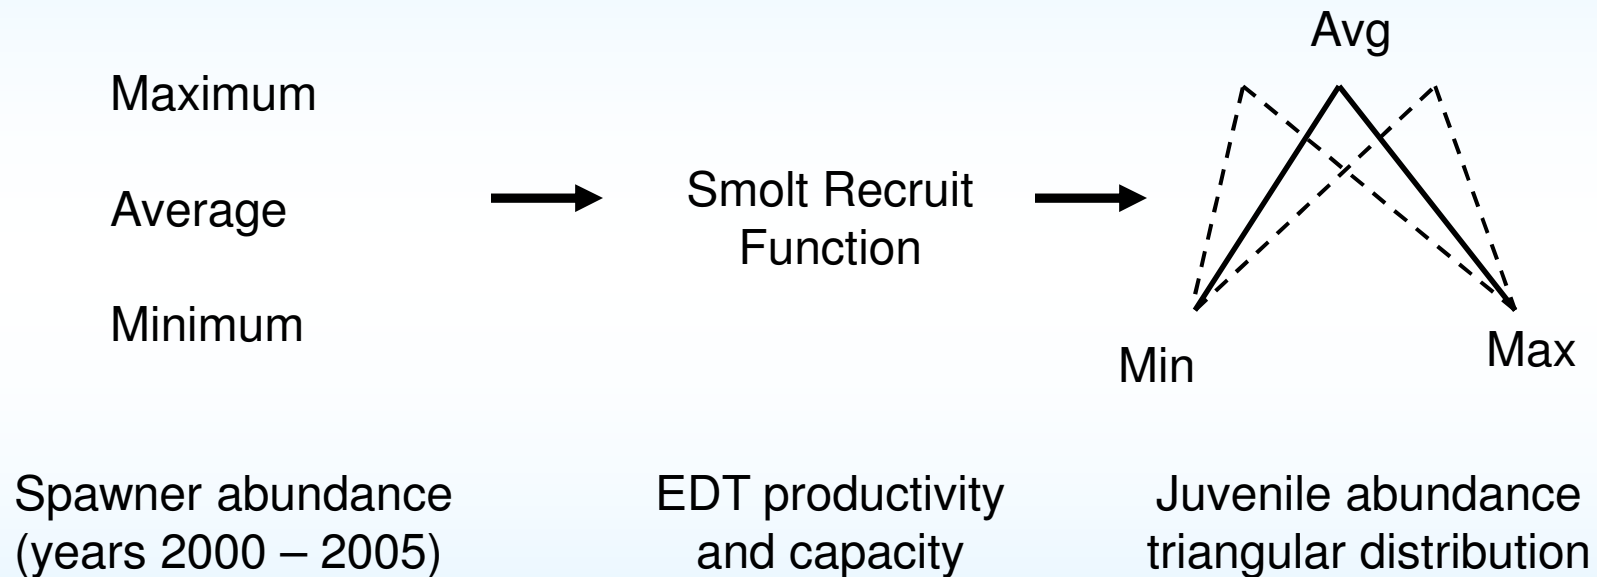 Maximum
Average
Minimum
Smolt Recruit
Function
Avg
Min
Max
Spawner abundance
(years 2000 – 2005)
EDT productivity
and capacity
Juvenile abundance
triangular distribution